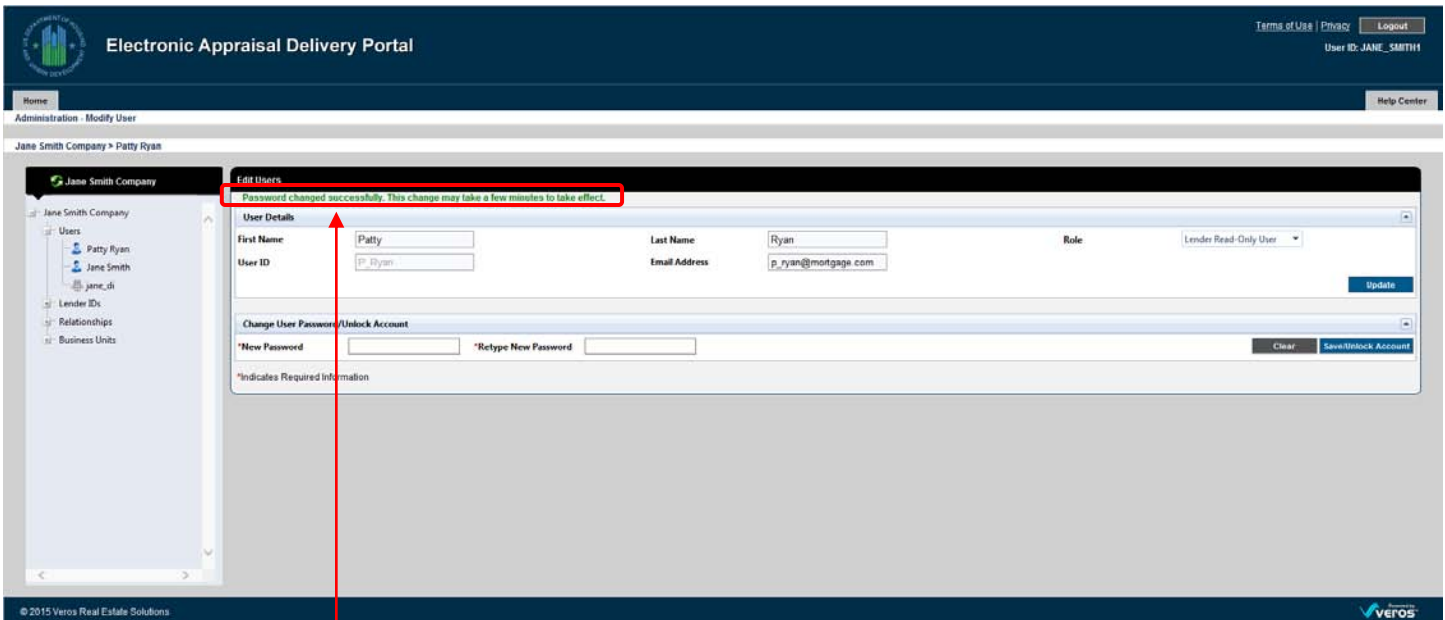 Terms of Use | Privacy Logout
Electronic Appraisal Delivery Portal
User ID: JANE_SMITH1
Home Help Center
Administration - Modify User
Jane Smith Company > Patty Ryan
Jane Smith Company
Jane Smith Company
Users
Patty Ryan
Jane Smith
jane_di
Lender IDs
Relationships
Business Units
Edit Users
Password changed successfully. This change may take a few minutes to take effect.
User Details
First Name Patty Last Name Ryan Role Lender Read-Only User
User ID P_Ryan Email Address p_ryan@mortgage.com
Update
Change User Password/Unlock Account
*New Password *Retype New Password Clear Save/Unlock Account
*Indicates Required Information
© 2015 Veros Real Estate Solutions
Powered by
veros